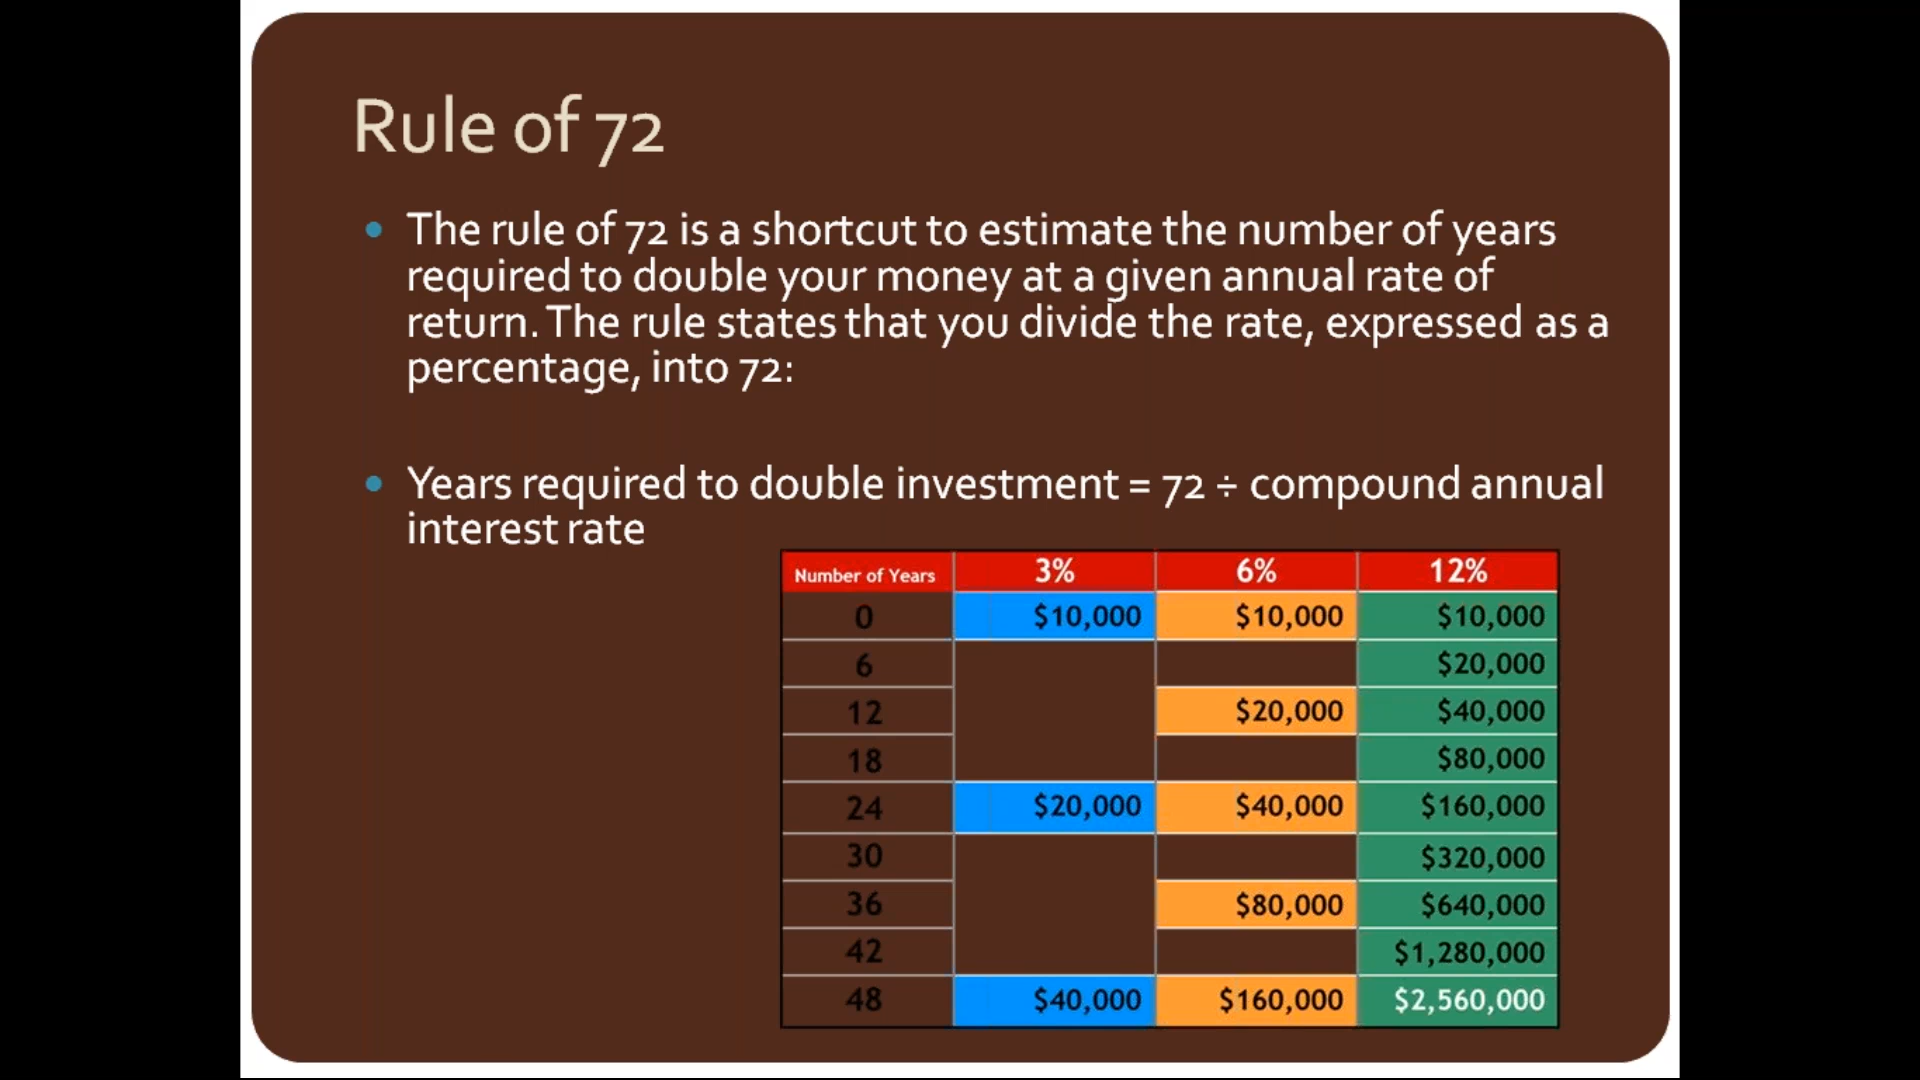 Rule of 72
The rule of 72 is a shortcut to estimate the number of years
required to double your money at a given annual rate of
return. The rule states that you divide the rate, expressed as a
percentage, into 72:
Years required to double investment = 72 ÷ compound annual
interest rate
Number of Years 3% 6% 12%
0 $10,000 $10,000 $10,000
6 $20,000
12 $20,000 $40,000
18 $80,000
24 $20,000 $40,000 $160,000
30 $320,000
36 $80,000 $640,000
42 $1,280,000
48 $40,000 $160,000 $2,560,000